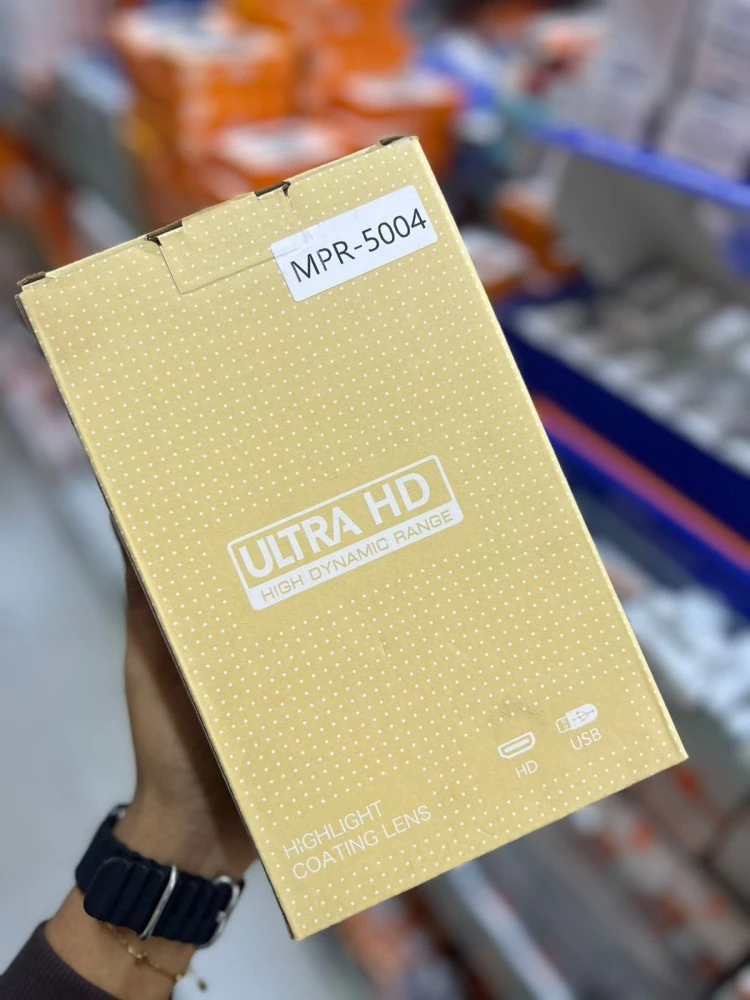 MPR-5004
ULTRA HD
HIGH DYNAMIC RANGE
HD
USB
HIGHLIGHT
COATING LENS